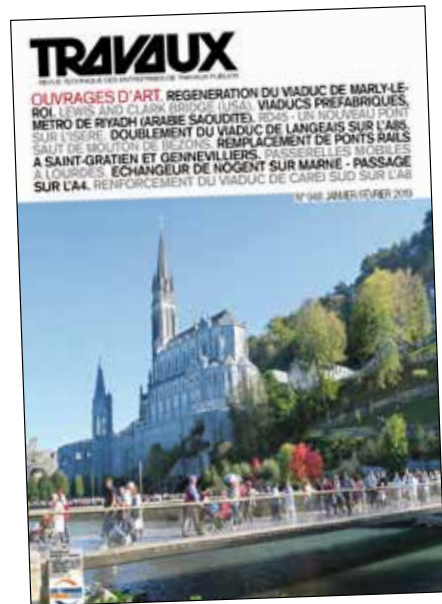 TRAVAUX
REVUE TECHNIQUE DES ENTREPRISES DE TRAVAUX PUBLICS
OUVRAGES D'ART. REGENERATION DU VIADUC DE MARLY-LE-
ROI. LEWIS AND CLARK BRIDGE (USA). VIADUCS PREFABRIQUES,
METRO DE RIYADH (ARABIE SAOUDITE). RD45 - UN NOUVEAU PONT
SUR L'ISERE. DOUBLEMENT DU VIADUC DE LANGEAIS SUR L'A85.
SAUT DE MOUTON DE BEZONS. REMPLACEMENT DE PONTS RAILS
A SAINT-GRATIEN ET GENNEVILLIERS. PASSERELLES MOBILES
A LOURDES. ECHANGEUR DE NOGENT SUR MARNE - PASSAGE
SUR L'A4. RENFORCEMENT DU VIADUC DE CAREI SUD SUR L'A8
N° 948 JANVIER/FÉVRIER 2019